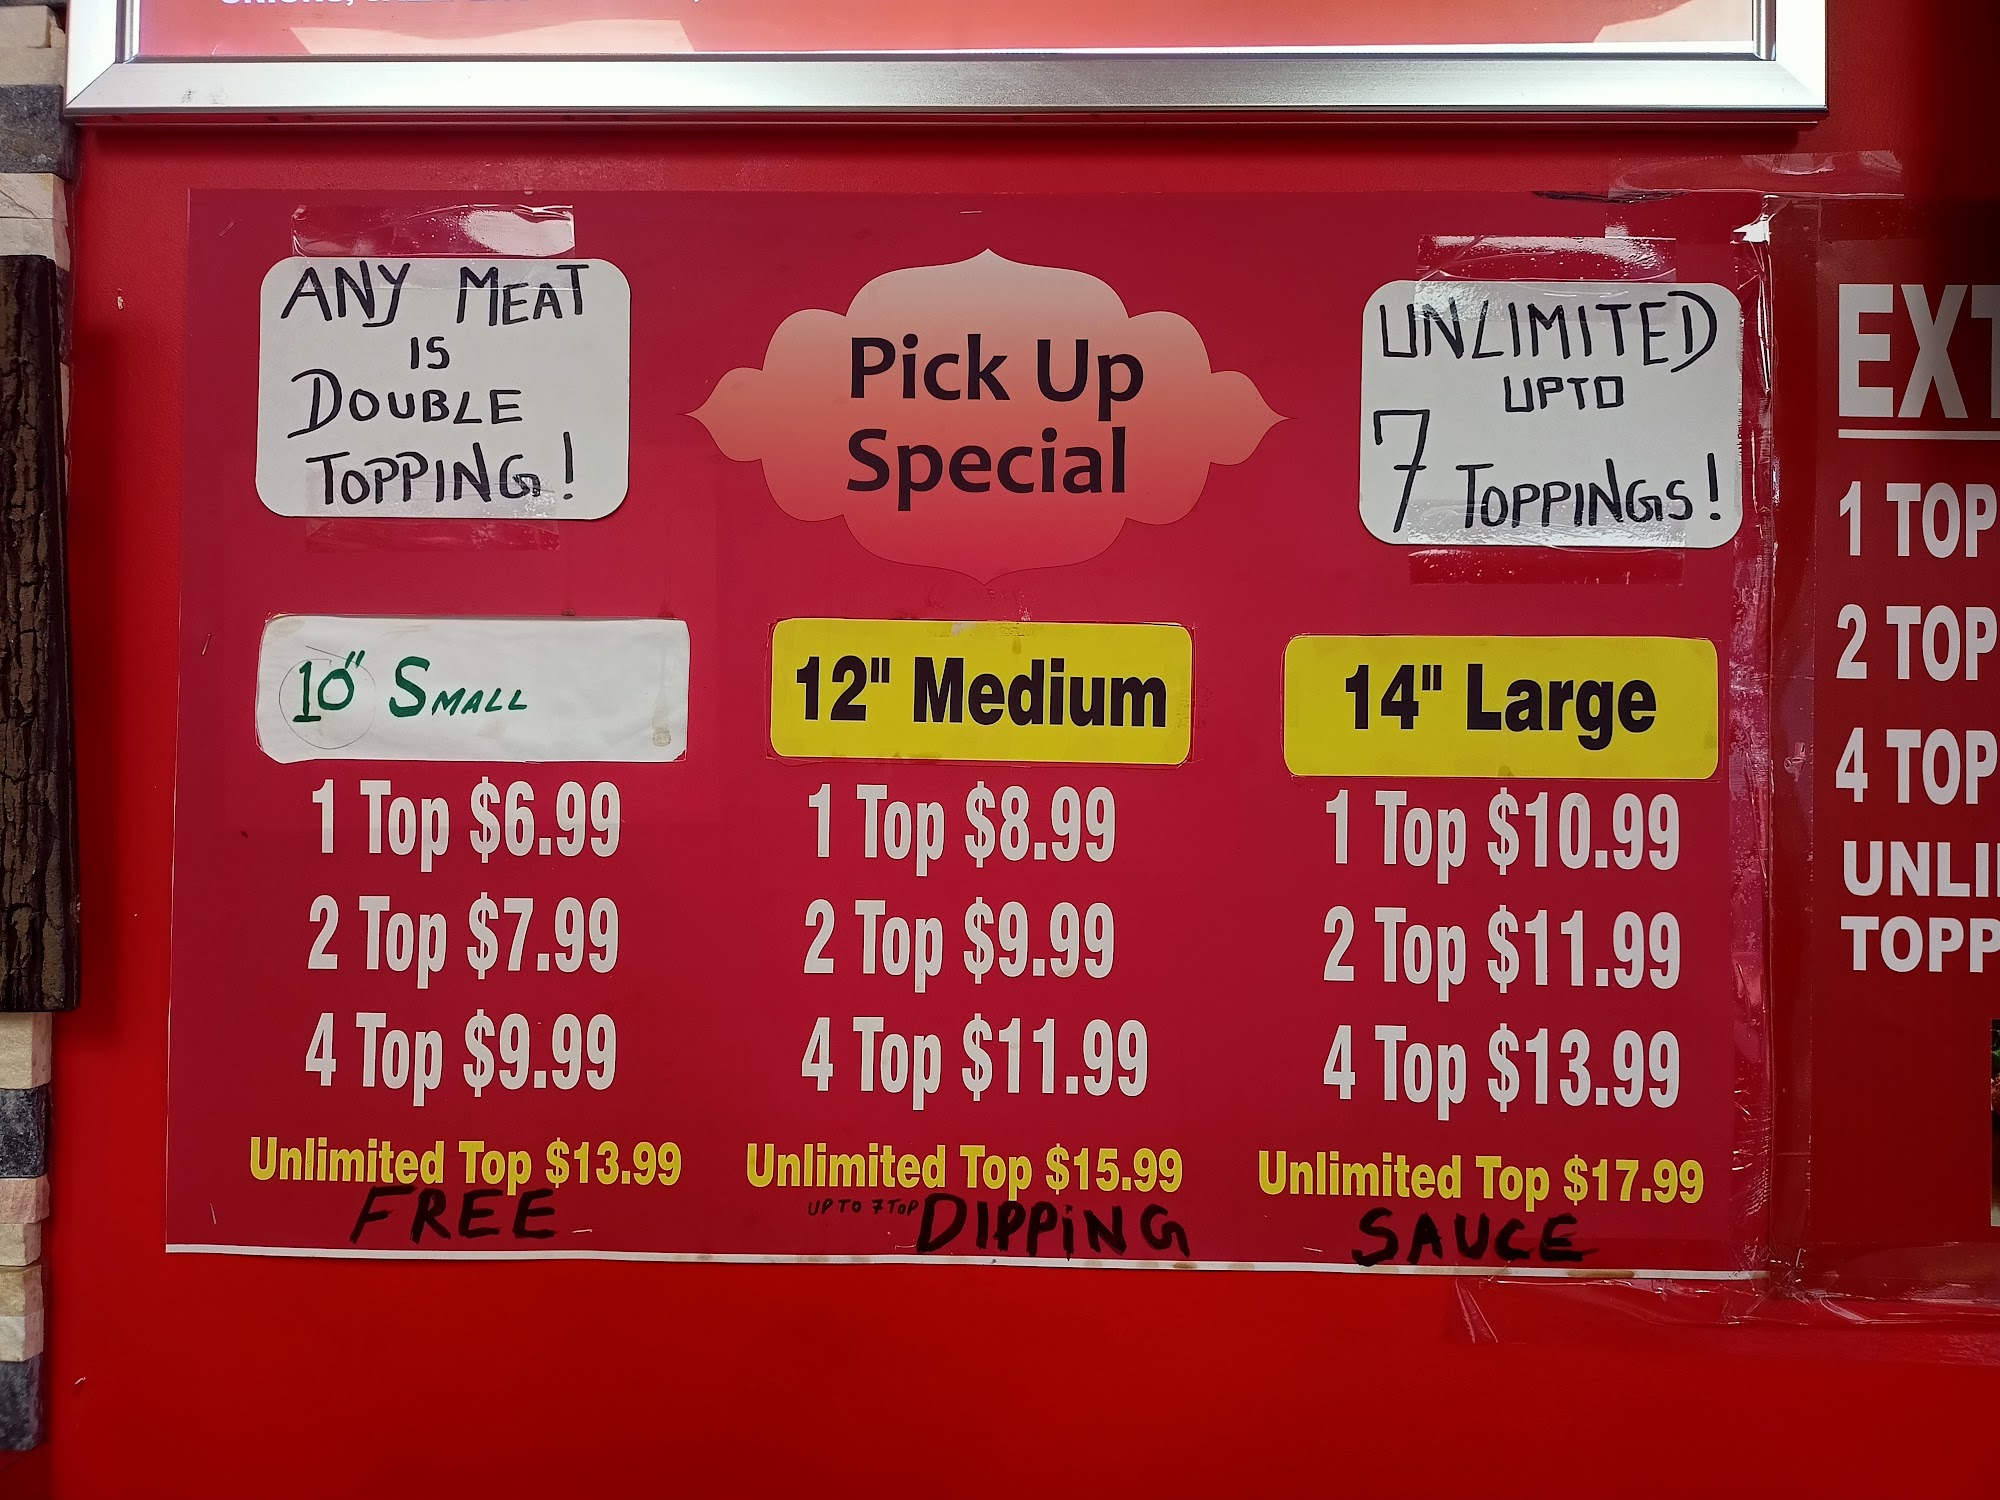 ANY MEAT
IS
DOUBLE
TOPPING!
Pick Up
Special
UNLIMITED
UPTO
7 TOPPINGS!
10" SMALL
1 Top $6.99
2 Top $7.99
4 Top $9.99
Unlimited Top $13.99
12" Medium
1 Top $8.99
2 Top $9.99
4 Top $11.99
Unlimited Top $15.99
UP TO 7 TOP
14" Large
1 Top $10.99
2 Top $11.99
4 Top $13.99
Unlimited Top $17.99
FREE DIPPING SAUCE
EXT
1 TOP
2 TOP
4 TOP
UNLI
TOPP